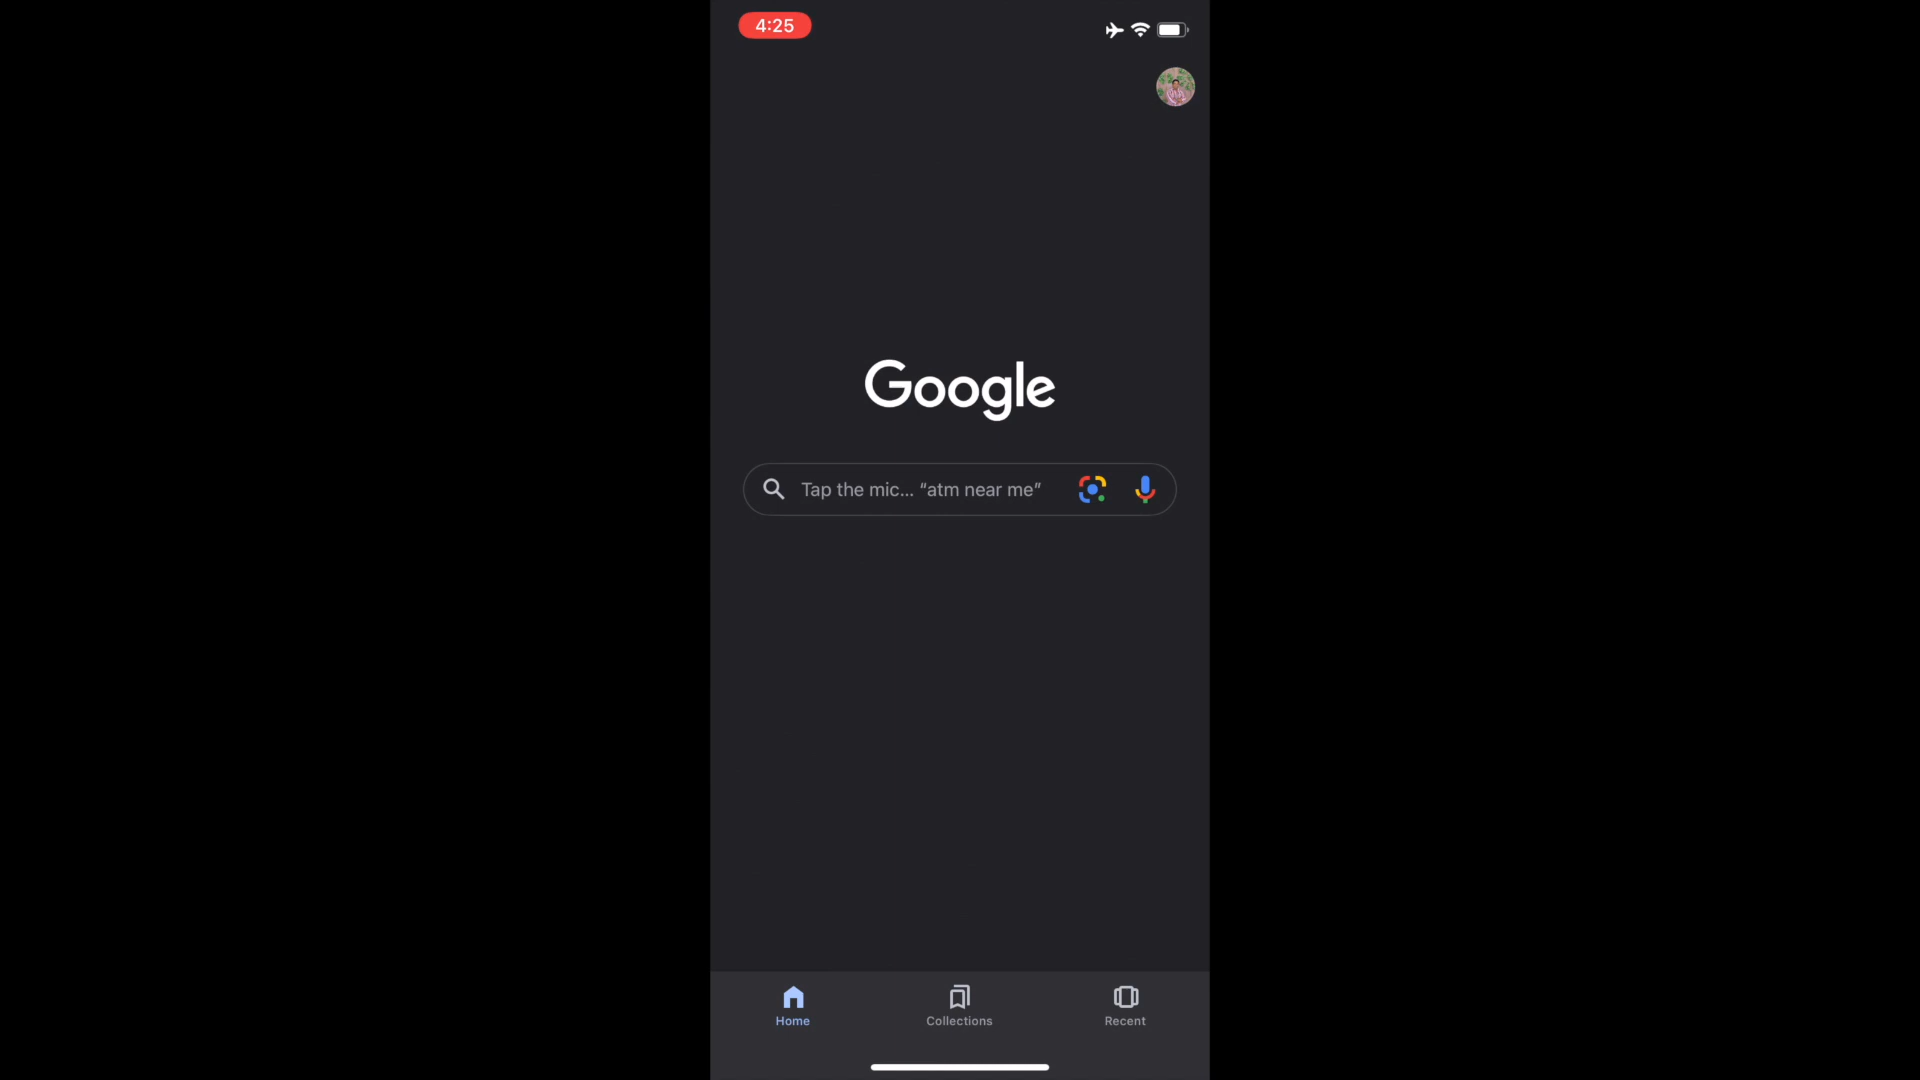 4:25
Google
Tap the mic... “atm near me”
Home
Collections
Recent